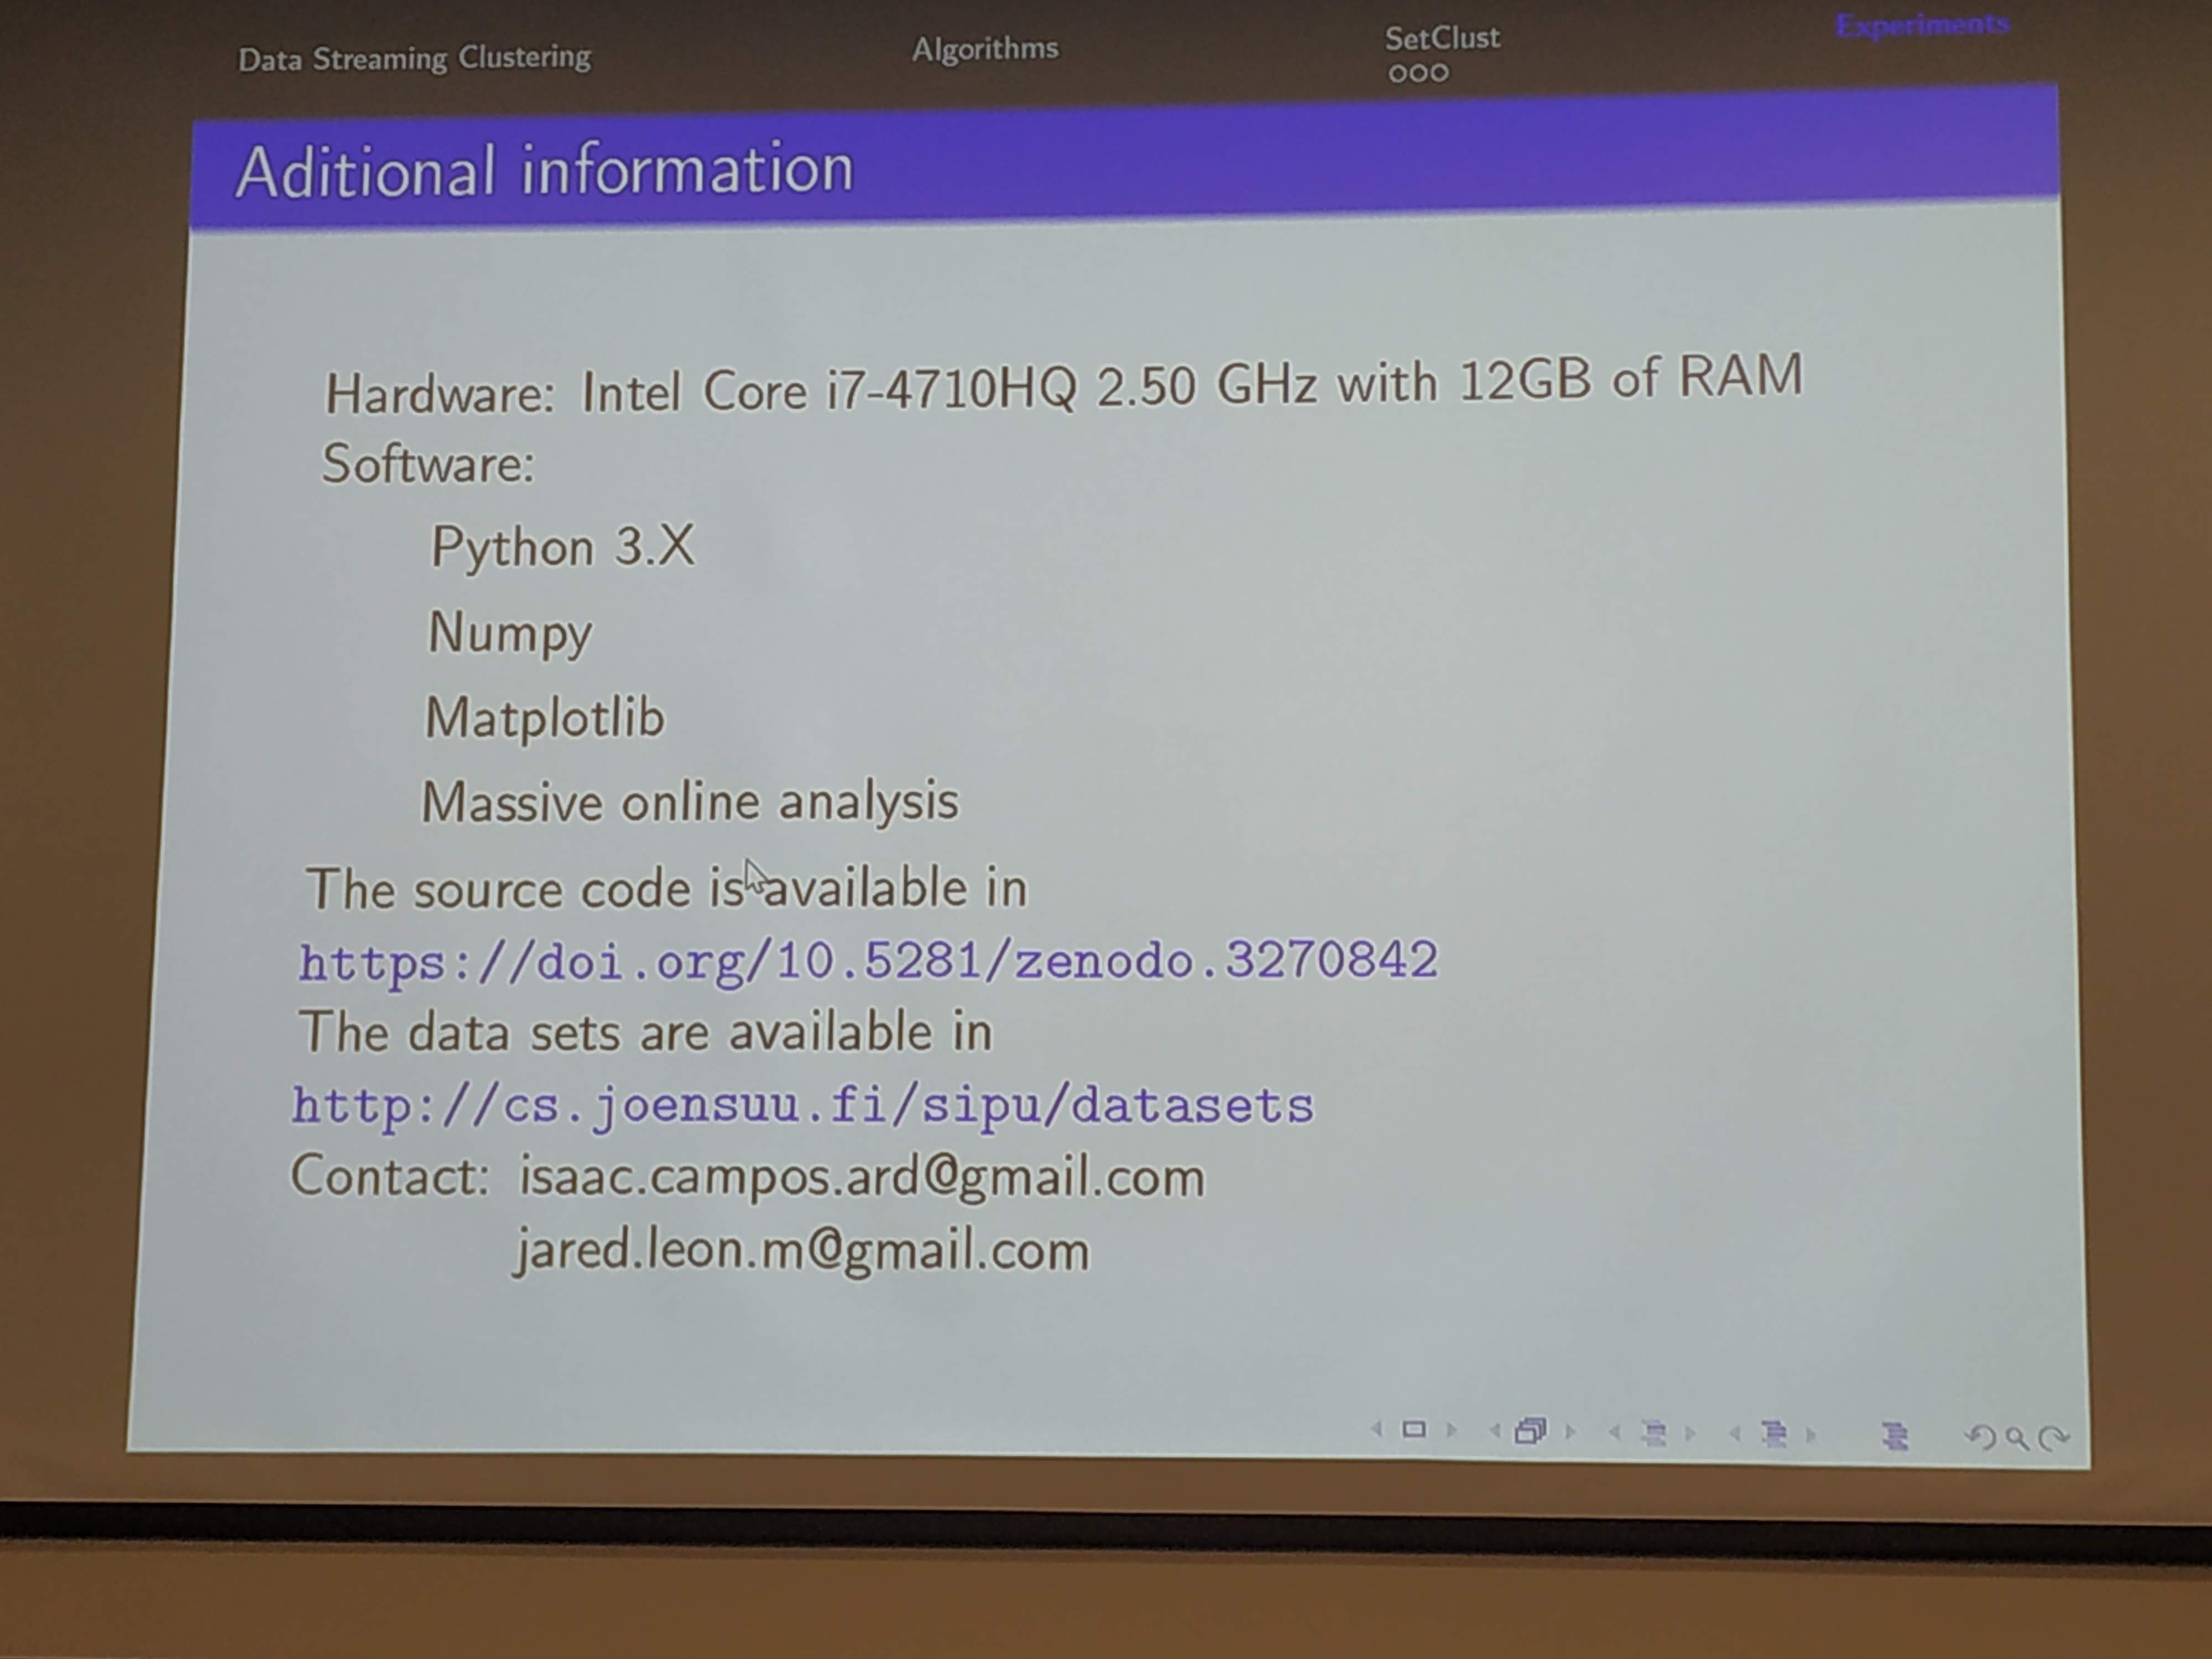 Data Streaming Clustering
Algorithms
SetClust
Experiments
Aditional information
Hardware: Intel Core i7-4710HQ 2.50 GHz with 12GB of RAM
Software:
Python 3.X
Numpy
Matplotlib
Massive online analysis
The source code is available in
https://doi.org/10.5281/zenodo.3270842
The data sets are available in
http://cs.joensuu.fi/sipu/datasets
Contact: isaac.campos.ard@gmail.com
jared.leon.m@gmail.com